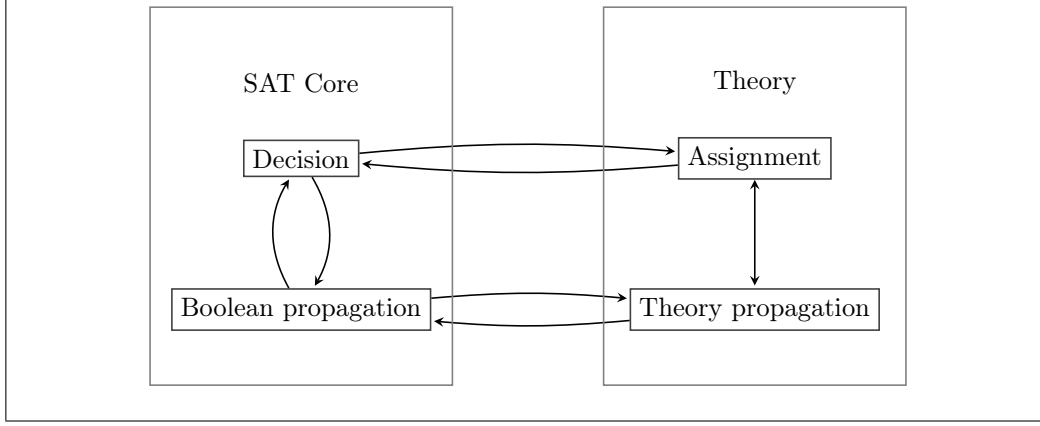 SAT Core
Theory
Decision
Assignment
Boolean propagation
Theory propagation